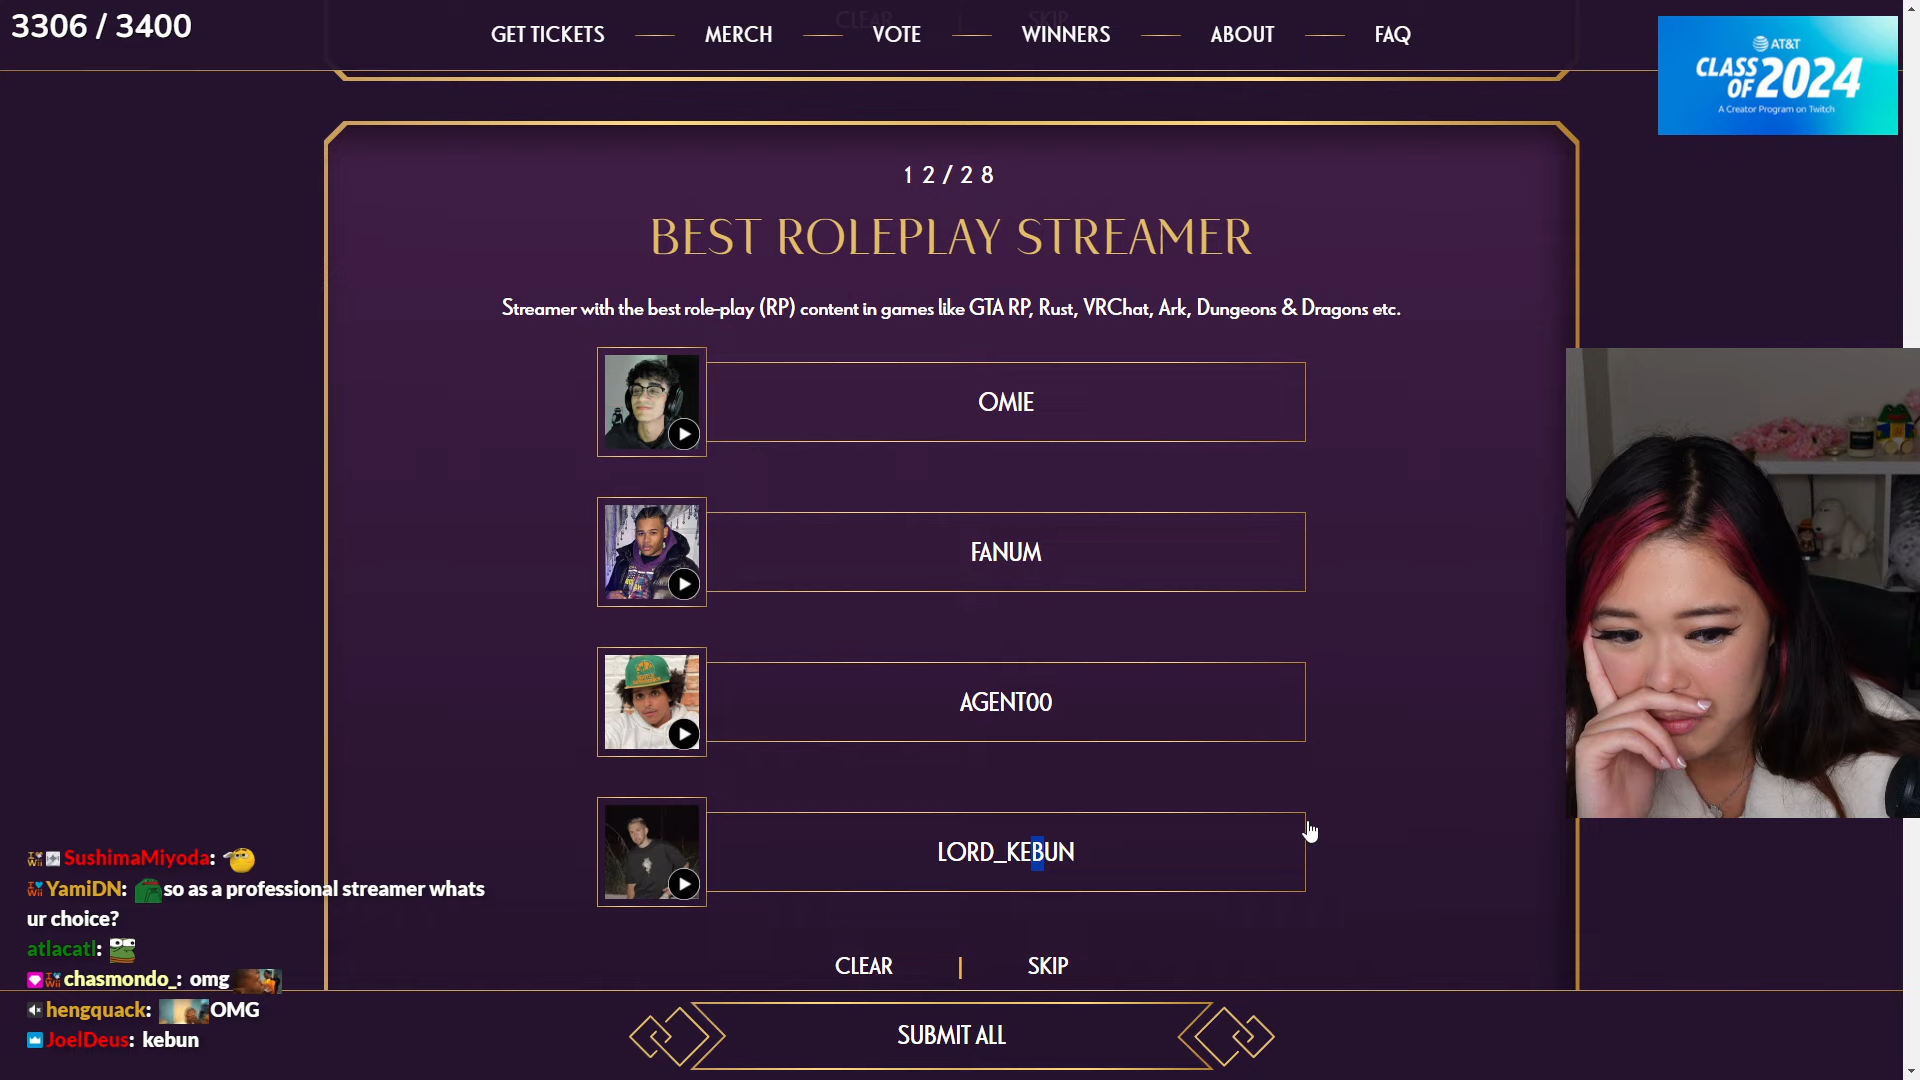 3306 / 3400
CLEAR | SKIP
GET TICKETS MERCH VOTE WINNERS ABOUT FAQ
AT&T
CLASS OF 2024
A Creator Program on Twitch
12/28
BEST ROLEPLAY STREAMER
Streamer with the best role-play (RP) content in games like GTA RP, Rust, VRChat, Ark, Dungeons & Dragons etc.
OMIE
FANUM
AGENT00
LORD_KEBUN
SushimaMiyoda:
YamiDN: so as a professional streamer whats
ur choice?
atlacatl:
chasmondo_: omg
hengquack: OMG
JoelDeus: kebun
CLEAR | SKIP
SUBMIT ALL